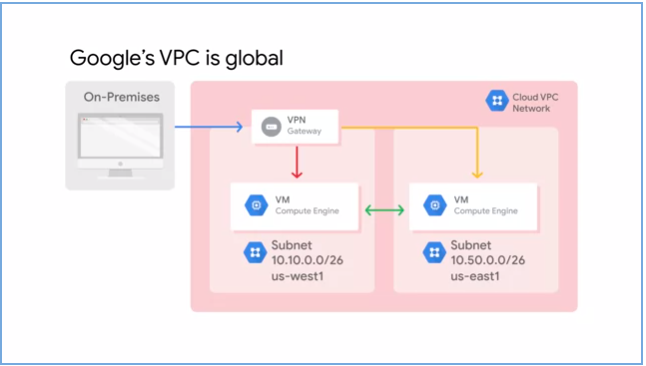 Google's VPC is global
On-Premises
Cloud VPC
Network
VPN
Gateway
VM
Compute Engine
VM
Compute Engine
Subnet
10.10.0.0/26
us-west1
Subnet
10.50.0.0/26
us-east1